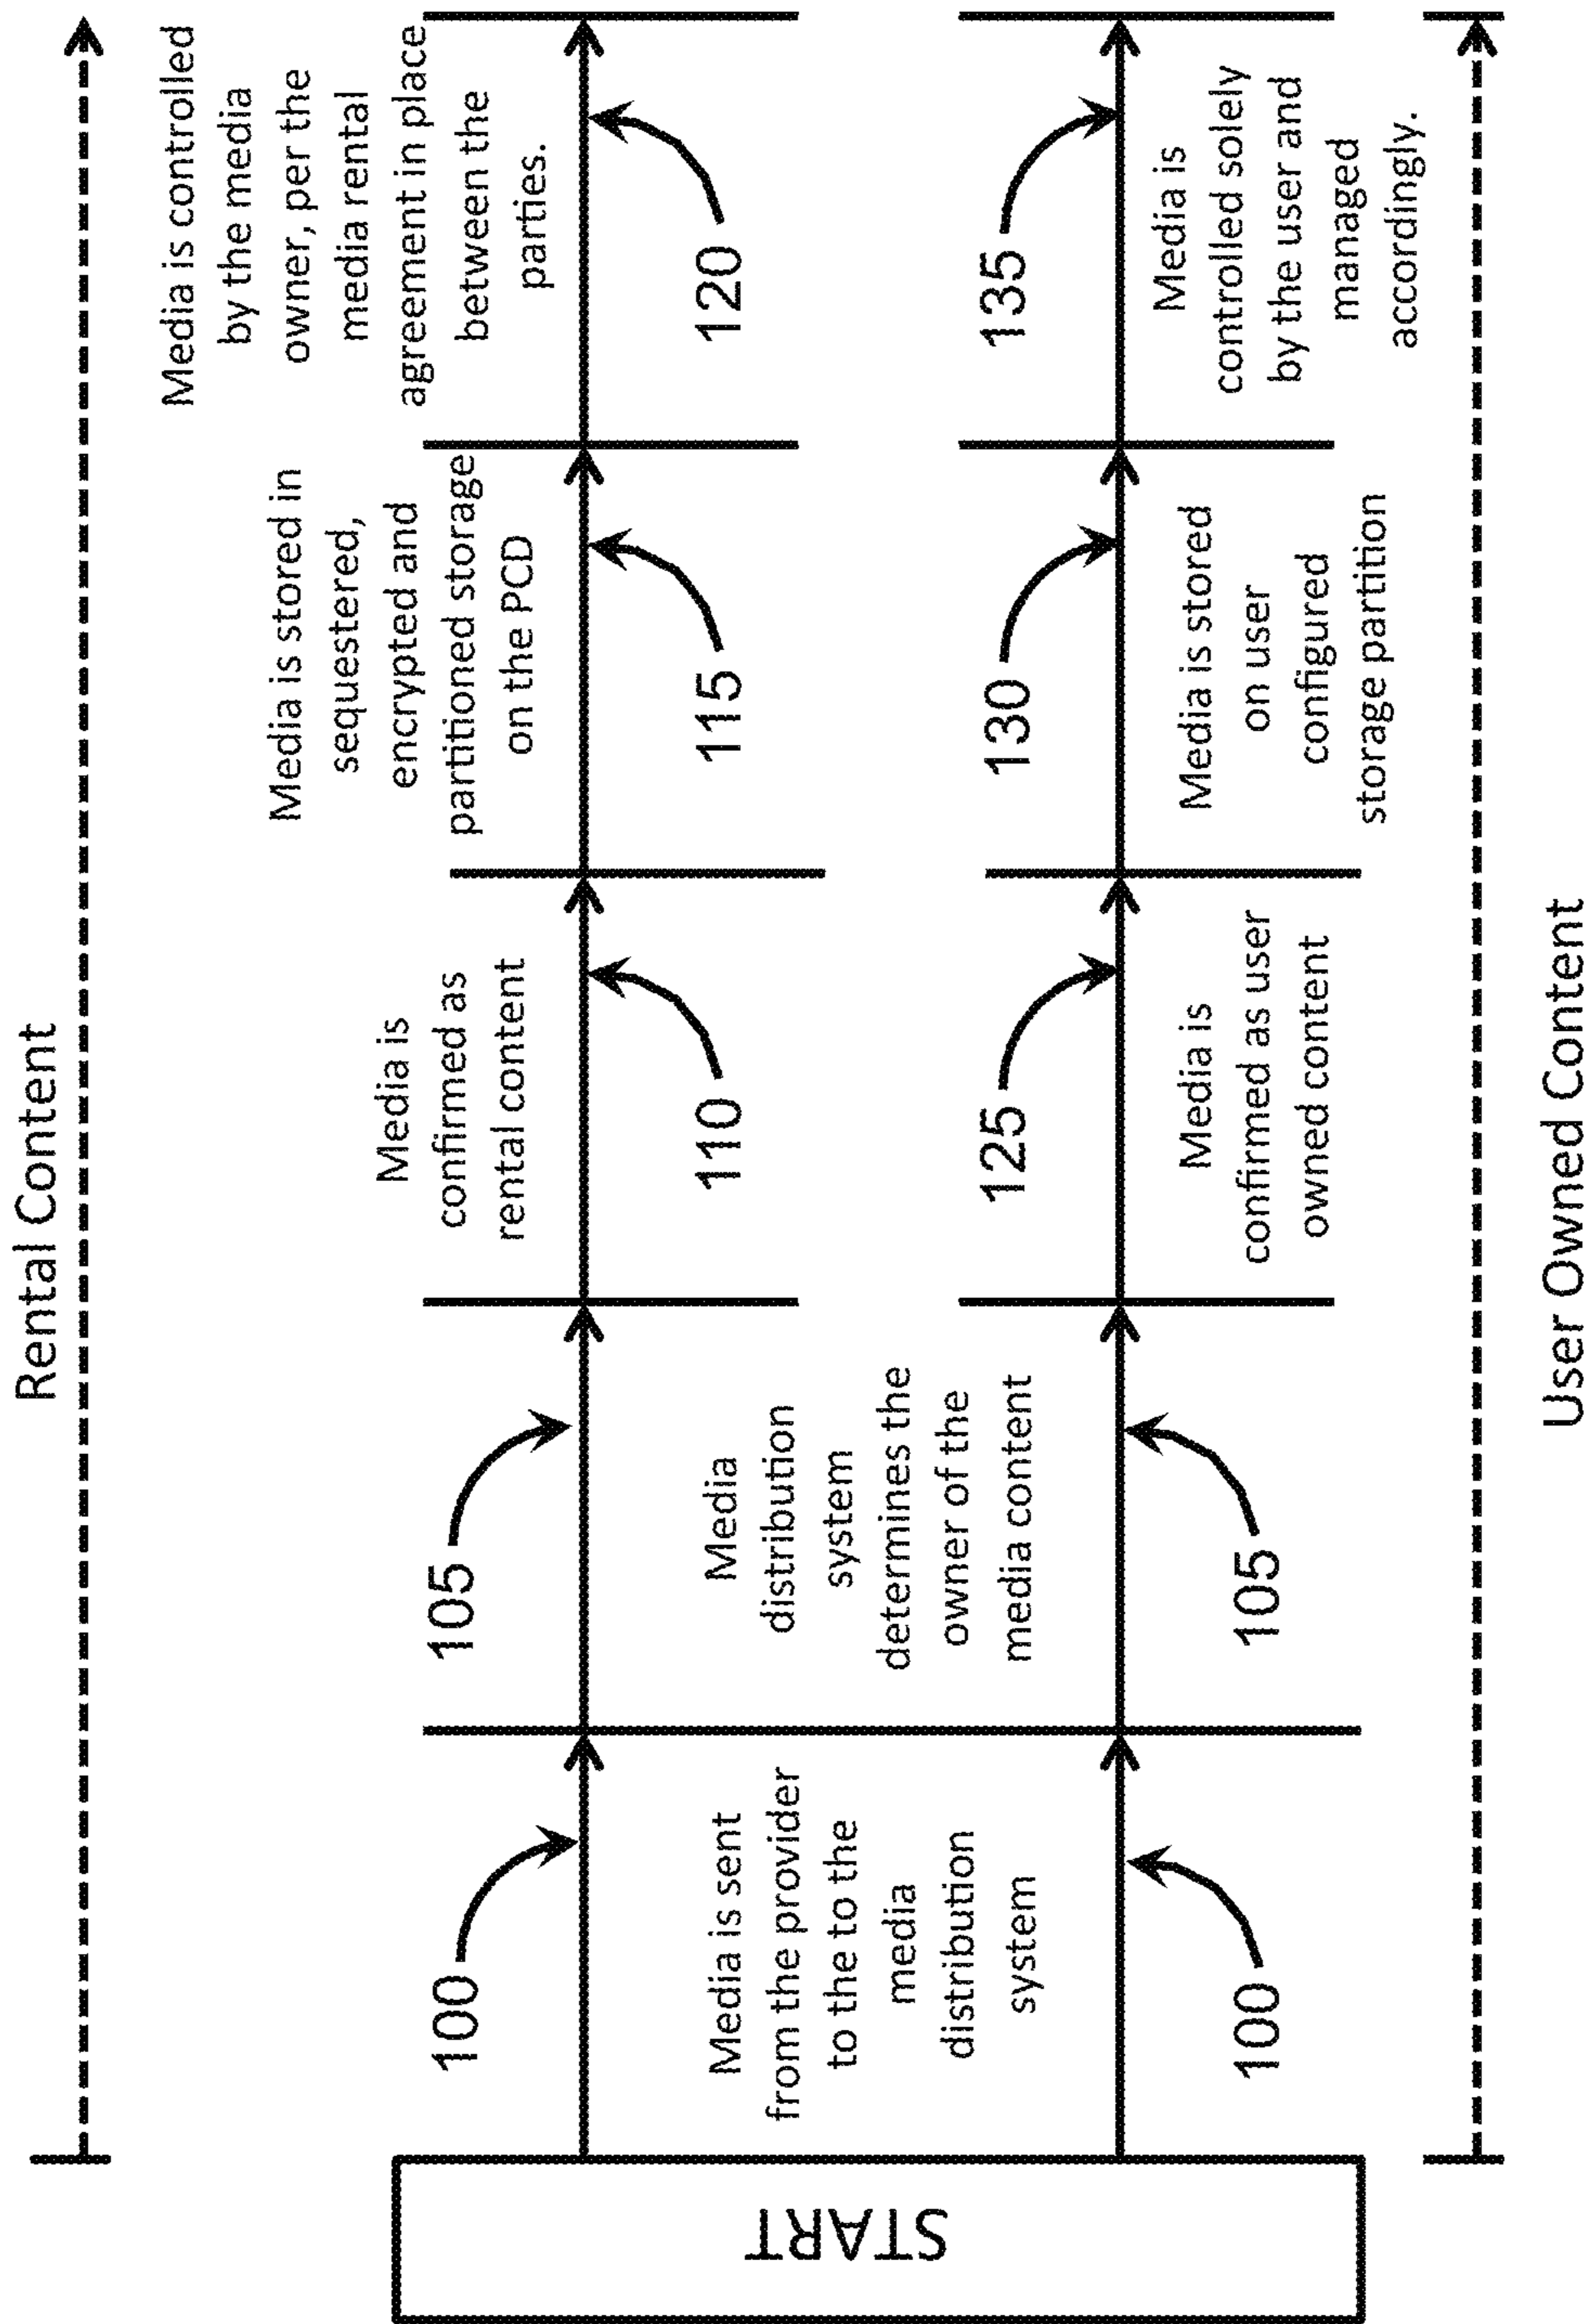 Rental Content
Media is controlled
by the media
owner, per the
media rental
agreement in place
between the
parties.
Media is stored in
sequestered,
encrypted and
partitioned storage
on the PCD
Media is
confirmed as
rental content
105
100
120
115
110
START
Media is sent
from the provider
to the to the
media
distribution
system
Media
distribution
system
determines the
owner of the
media content
135
130
125
100
105
Media is
confirmed as user
owned content
Media is stored
on user
configured
storage partition
Media is
controlled solely
by the user and
managed
accordingly.
User Owned Content